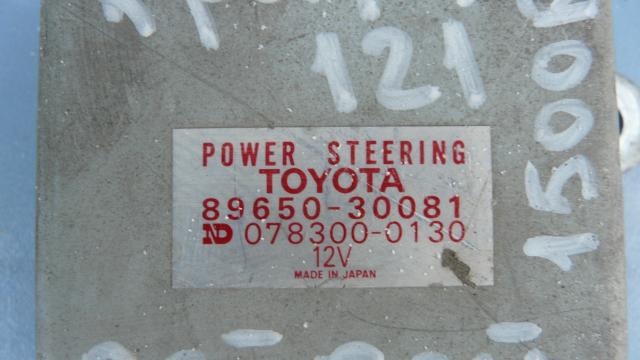 121
POWER STEERING
TOYOTA
89650-30081
ND 078300-0130
12V
MADE IN JAPAN